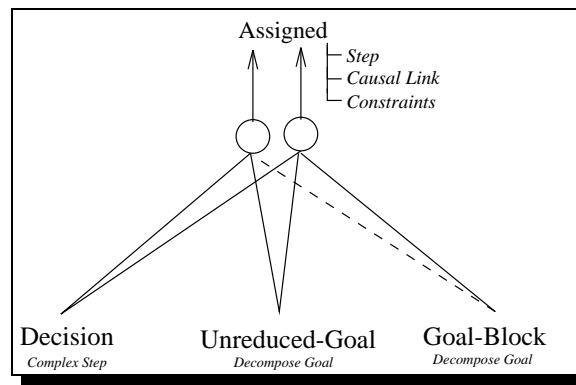 Assigned
Step
Causal Link
Constraints
Decision Unreduced-Goal Goal-Block
Complex Step Decompose Goal Decompose Goal